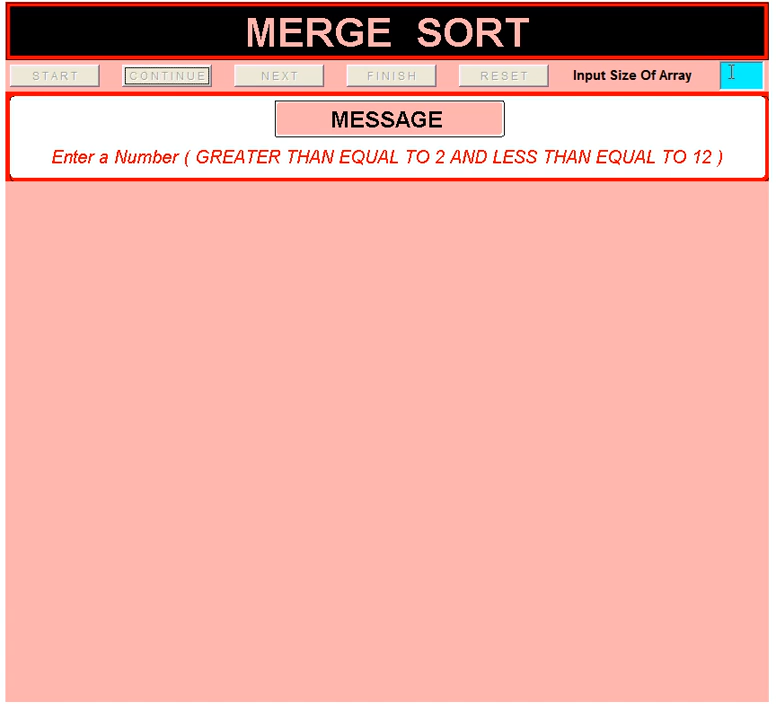 MERGE SORT
START CONTINUE NEXT FINISH RESET Input Size Of Array
MESSAGE
Enter a Number ( GREATER THAN EQUAL TO 2 AND LESS THAN EQUAL TO 12 )